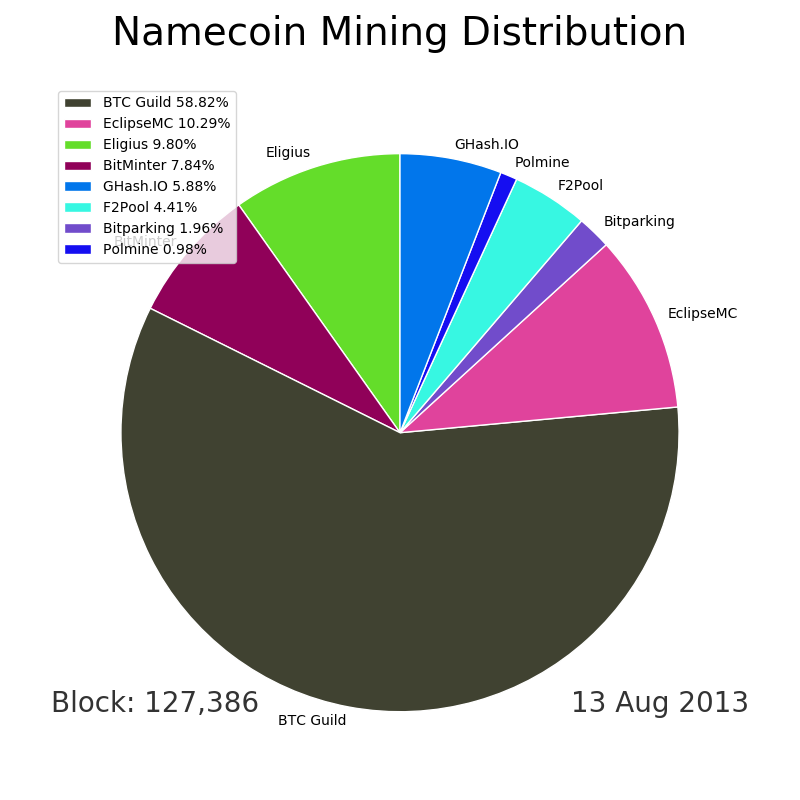 Namecoin Mining Distribution
BTC Guild 58.82%
EclipseMC 10.29%
Eligius 9.80%
BitMinter 7.84%
GHash.IO 5.88%
F2Pool 4.41%
Bitparking 1.96%
Polmine 0.98%
GHash.IO
Polmine
F2Pool
Bitparking
EclipseMC
BTC Guild
BitMinter
Eligius
Block: 127,386
13 Aug 2013